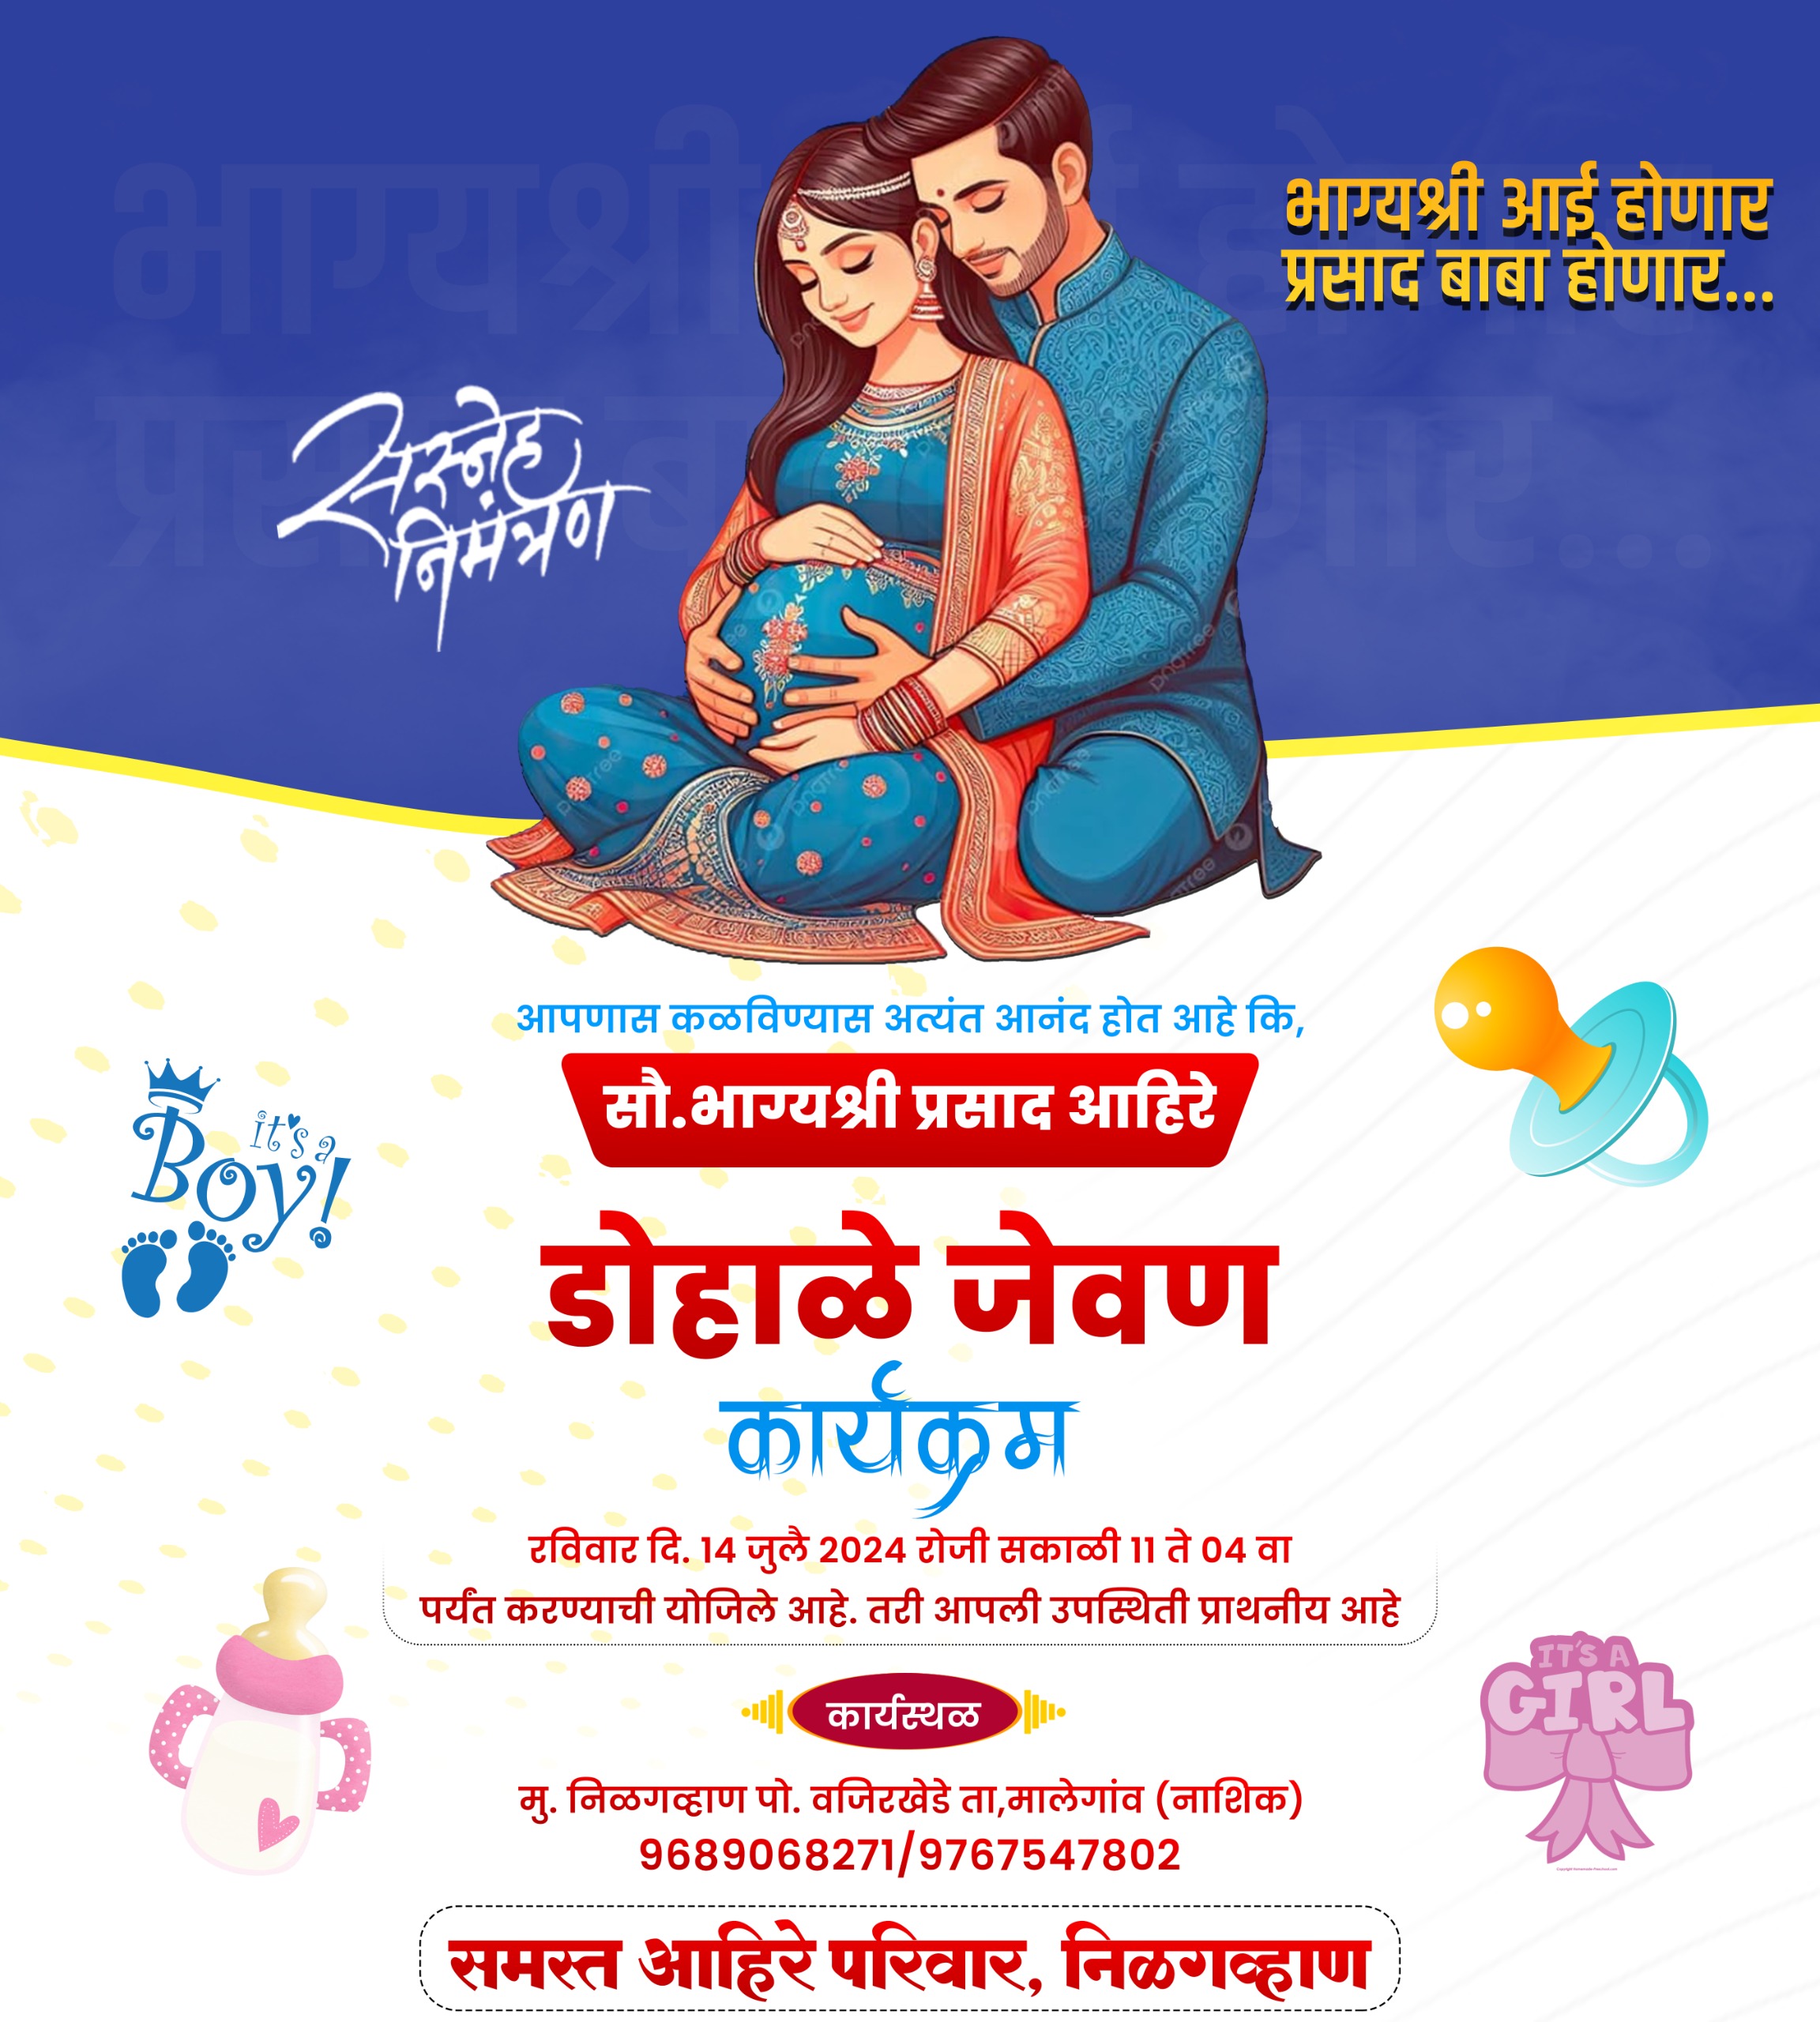 भाग्यश्री आई होणार
प्रसाद बाबा होणार...
सस्नेह
निमंत्रण
आपणास कळविण्यास अत्यंत आनंद होत आहे कि,
सौ.भाग्यश्री प्रसाद आहिरे
it's a
Boy!
डोहाळे जेवण
कार्यक्रम
रविवार दि. 14 जुलै 2024 रोजी सकाळी 11 ते 04 वा
पर्यंत करण्याची योजिले आहे. तरी आपली उपस्थिती प्राथनीय आहे
IT'S A
GIRL
कार्यस्थळ
मु. निळगव्हाण पो. वजिरखेडे ता,मालेगांव (नाशिक)
9689068271/9767547802
समस्त आहिरे परिवार, निळगव्हाण